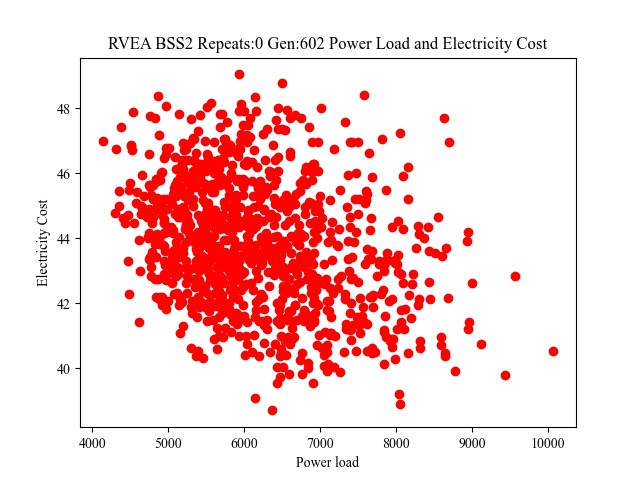 RVEA BSS2 Repeats:0 Gen:602 Power Load and Electricity Cost
48
46
44
42
40
Electricity Cost
4000 5000 6000 7000 8000 9000 10000
Power load